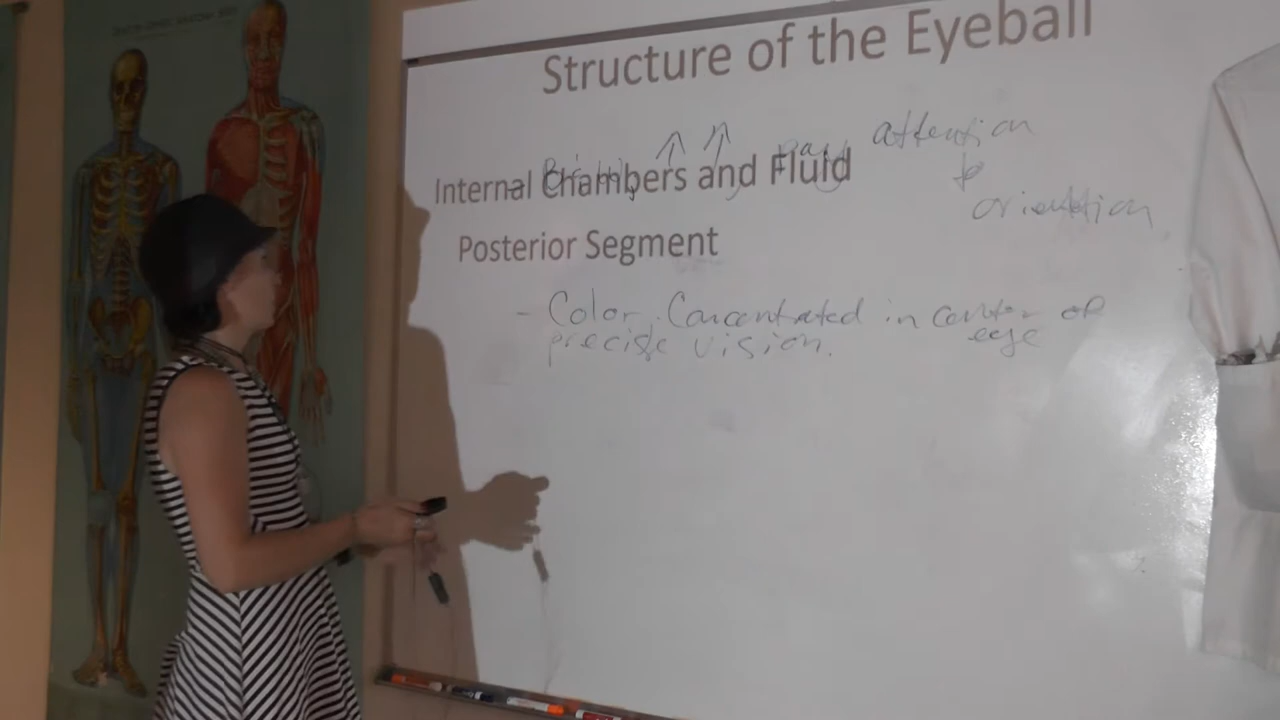 Structure of the Eyeball
attention
Internal Chambers and Fluid
orientation
Posterior Segment
- Color Concentrated in center of
precise vision. eye